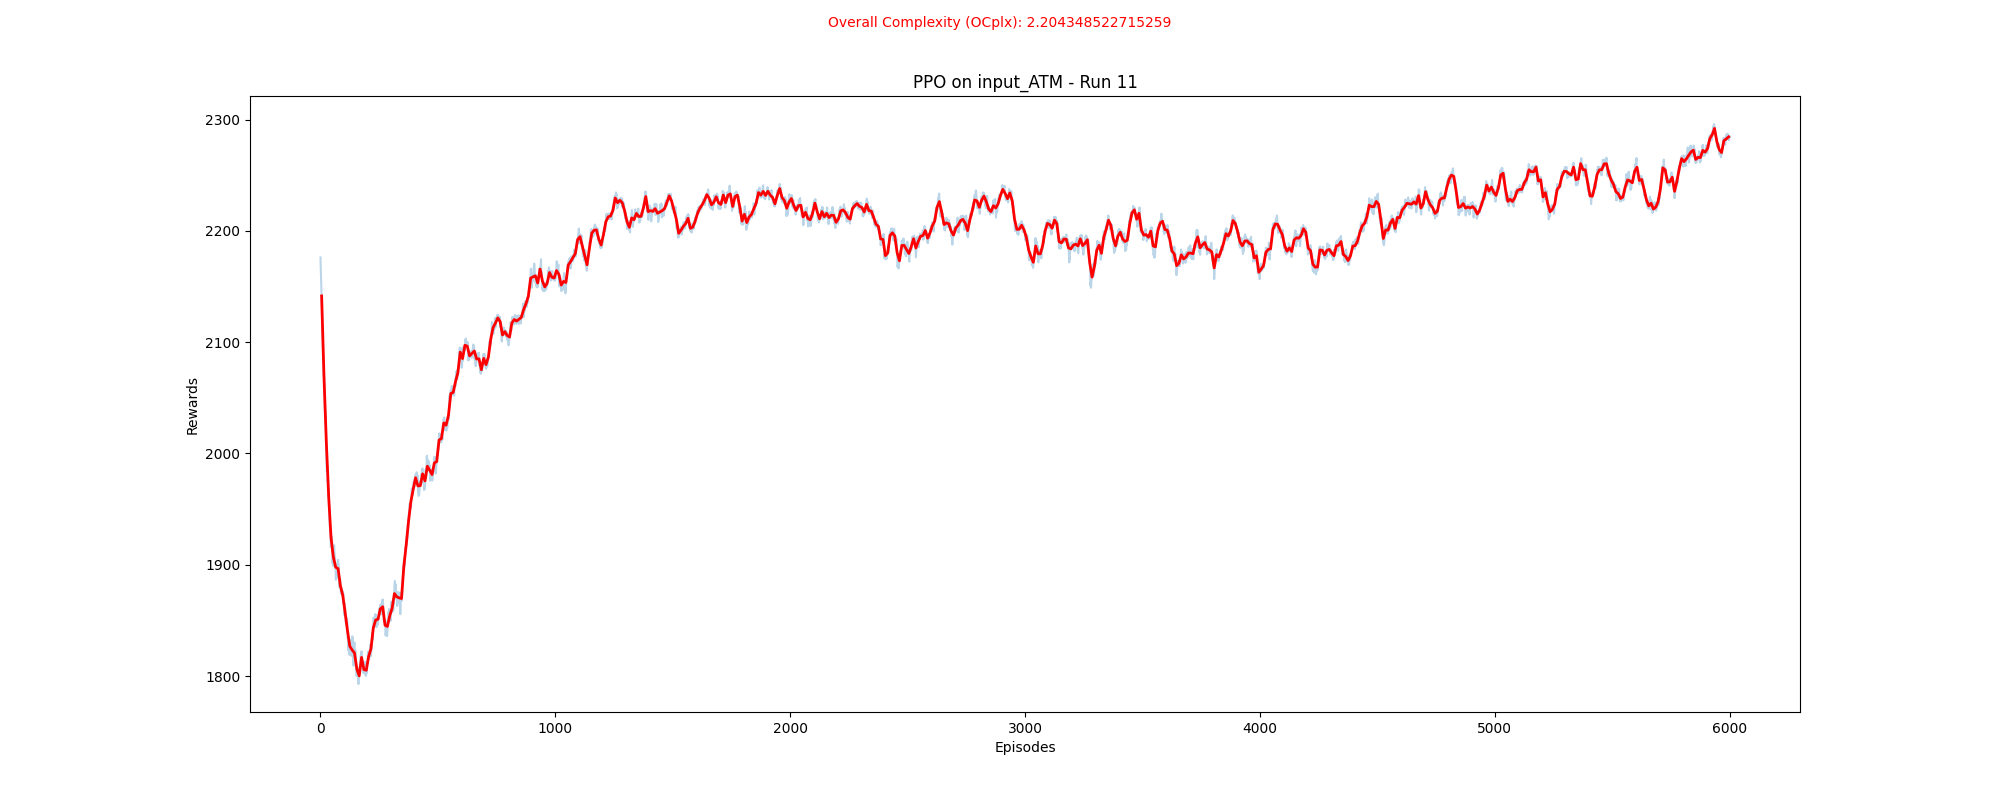 Overall Complexity (OCplx): 2.204348522715259
PPO on input_ATM - Run 11
2300
2200
2100
2000
1900
1800
Rewards
0 1000 2000 3000 4000 5000 6000
Episodes